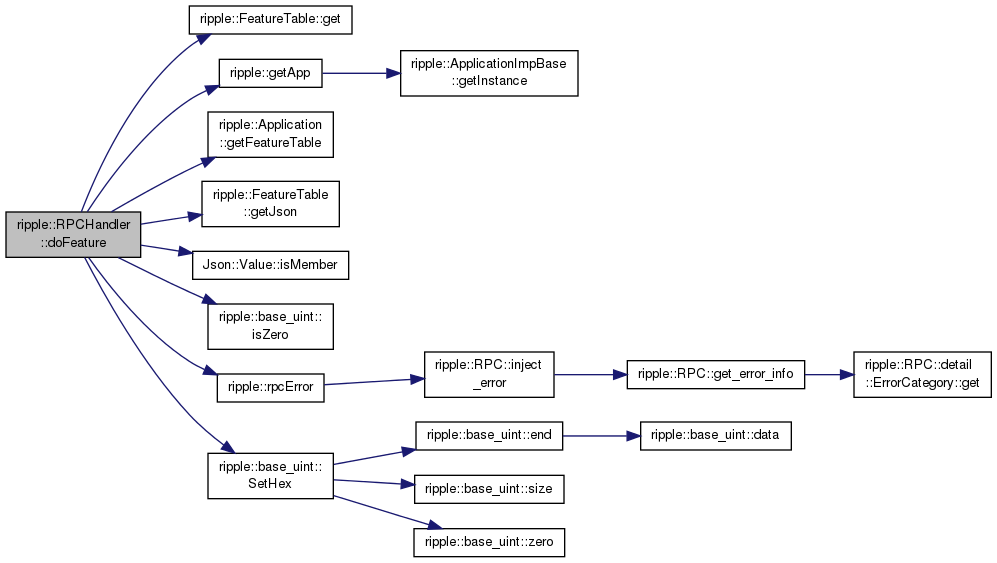 ripple::FeatureTable::get
ripple::getApp
ripple::ApplicationImpBase
::getInstance
ripple::Application
::getFeatureTable
ripple::FeatureTable
::getJson
ripple::RPCHandler
::doFeature
Json::Value::isMember
ripple::base_uint::
isZero
ripple::rpcError
ripple::RPC::inject
_error
ripple::RPC::get_error_info
ripple::RPC::detail
::ErrorCategory::get
ripple::base_uint::
SetHex
ripple::base_uint::end
ripple::base_uint::data
ripple::base_uint::size
ripple::base_uint::zero